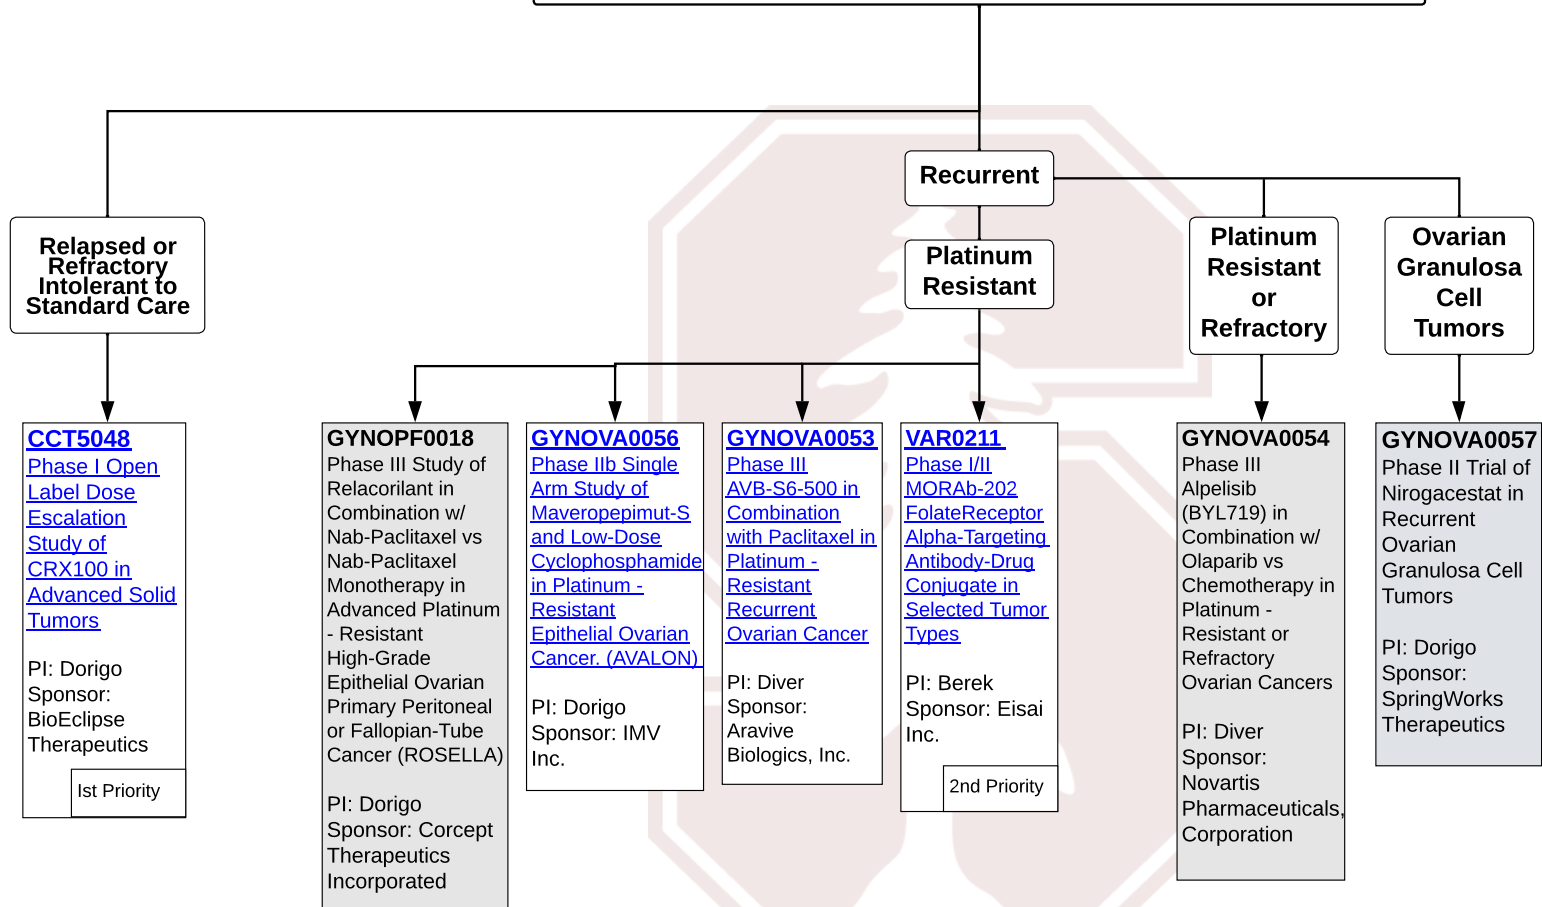 Recurrent
Relapsed or
Refractory
Intolerant to
Standard Care
Platinum
Resistant
Platinum
Resistant
or
Refractory
Ovarian
Granulosa
Cell
Tumors
CCT5048
Phase I Open
Label Dose
Escalation
Study of
CRX100 in
Advanced Solid
Tumors
PI: Dorigo
Sponsor:
BioEclipse
Therapeutics
Ist Priority
GYNOPF0018
Phase III Study of
Relacorilant in
Combination w/
Nab-Paclitaxel vs
Nab-Paclitaxel
Monotherapy in
Advanced Platinum
- Resistant
High-Grade
Epithelial Ovarian
Primary Peritoneal
or Fallopian-Tube
Cancer (ROSELLA)
PI: Dorigo
Sponsor: Corcept
Therapeutics
Incorporated
GYNOVA0056
Phase IIb Single
Arm Study of
Maveropepimut-S
and Low-Dose
Cyclophosphamide
in Platinum -
Resistant
Epithelial Ovarian
Cancer. (AVALON)
PI: Dorigo
Sponsor: IMV
Inc.
GYNOVA0053
Phase III
AVB-S6-500 in
Combination
with Paclitaxel in
Platinum -
Resistant
Recurrent
Ovarian Cancer
PI: Diver
Sponsor:
Aravive
Biologics, Inc.
VAR0211
Phase I/II
MORAb-202
FolateReceptor
Alpha-Targeting
Antibody-Drug
Conjugate in
Selected Tumor
Types
PI: Berek
Sponsor: Eisai
Inc.
2nd Priority
GYNOVA0054
Phase III
Alpelisib
(BYL719) in
Combination w/
Olaparib vs
Chemotherapy in
Platinum -
Resistant or
Refractory
Ovarian Cancers
PI: Diver
Sponsor:
Novartis
Pharmaceuticals,
Corporation
GYNOVA0057
Phase II Trial of
Nirogacestat in
Recurrent
Ovarian
Granulosa Cell
Tumors
PI: Dorigo
Sponsor:
SpringWorks
Therapeutics